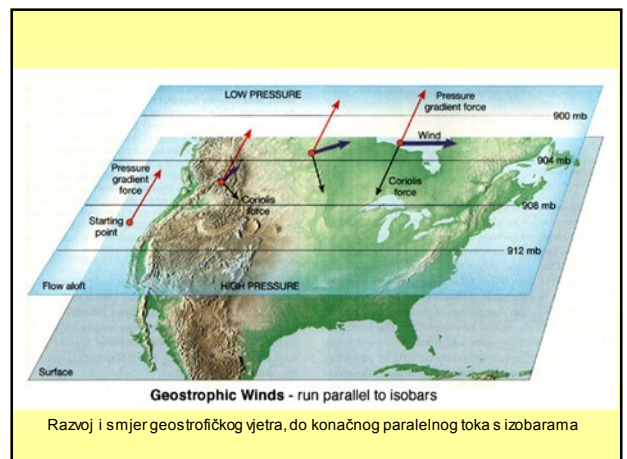 LOW PRESSURE
Pressure
gradient force
900 mb
Wind
904 mb
Pressure
gradient
force
Coriolis
force
Coriolis
force
908 mb
Starting
point
912 mb
Flow aloft
HIGH PRESSURE
Surface
Geostrophic Winds - run parallel to isobars
Razvoj i smjer geostrofičkog vjetra, do konačnog paralelnog toka s izobarama